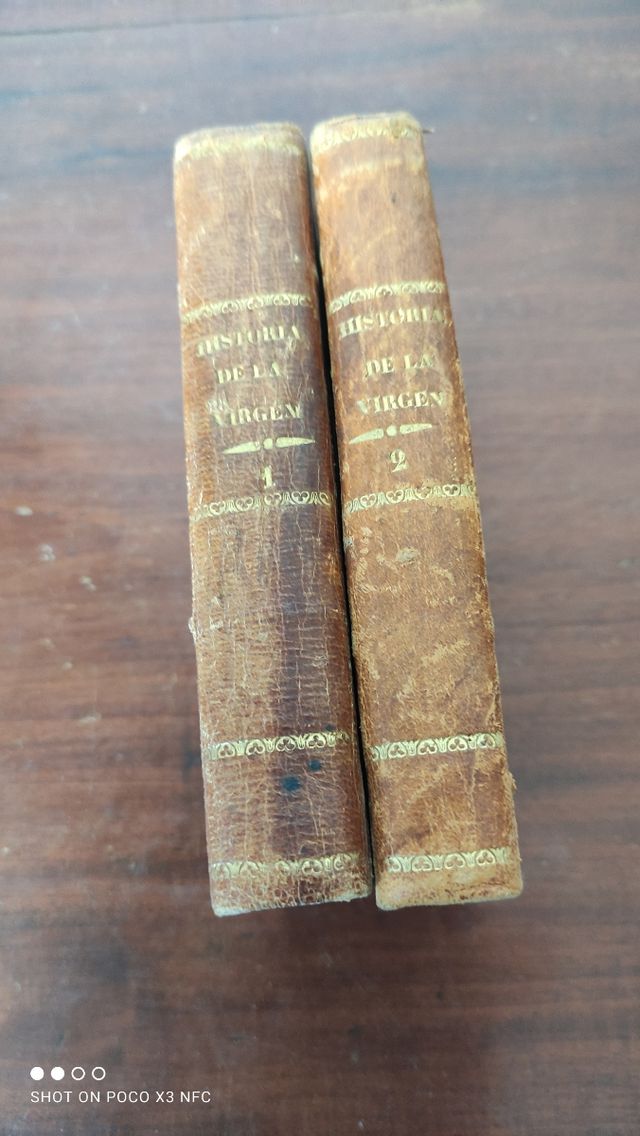 HISTORIA
DE LA
VIRGEN
1
HISTORIA
DE LA
VIRGEN
2
SHOT ON POCO X3 NFC